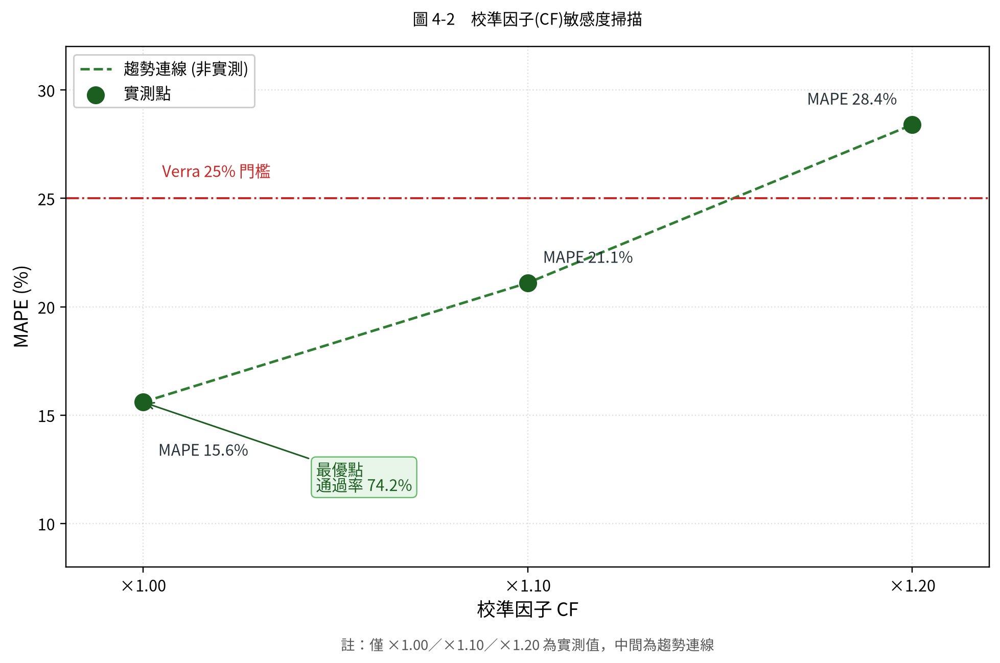 圖 4-2　校準因子(CF)敏感度掃描
趨勢連線 (非實測)
實測點
MAPE 28.4%
Verra 25% 門檻
MAPE 21.1%
MAPE 15.6%
最優點
通過率 74.2%
MAPE (%)
30
25
20
15
10
×1.00
×1.10
×1.20
校準因子 CF
註：僅 ×1.00／×1.10／×1.20 為實測值，中間為趨勢連線